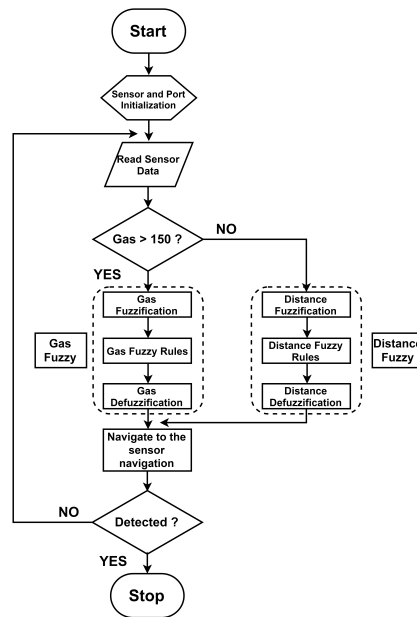 Start
Sensor and Port
Initialization
Read Sensor
Data
Gas > 150 ?
NO
YES
Gas
Fuzzification
Distance
Fuzzification
Gas
Fuzzy
Gas Fuzzy Rules
Distance Fuzzy
Rules
Distance
Fuzzy
Gas
Defuzzification
Distance
Defuzzification
Navigate to the
sensor
navigation
NO
Detected ?
YES
Stop